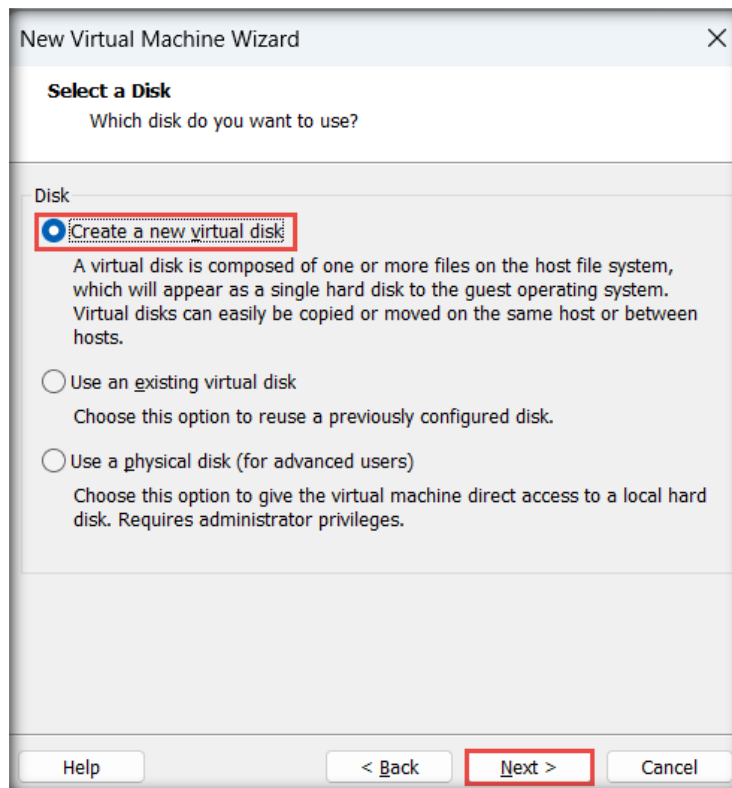 New Virtual Machine Wizard
Select a Disk
Which disk do you want to use?
Disk
Create a new virtual disk
A virtual disk is composed of one or more files on the host file system,
which will appear as a single hard disk to the guest operating system.
Virtual disks can easily be copied or moved on the same host or between
hosts.
Use an existing virtual disk
Choose this option to reuse a previously configured disk.
Use a physical disk (for advanced users)
Choose this option to give the virtual machine direct access to a local hard
disk. Requires administrator privileges.
Help < Back Next > Cancel